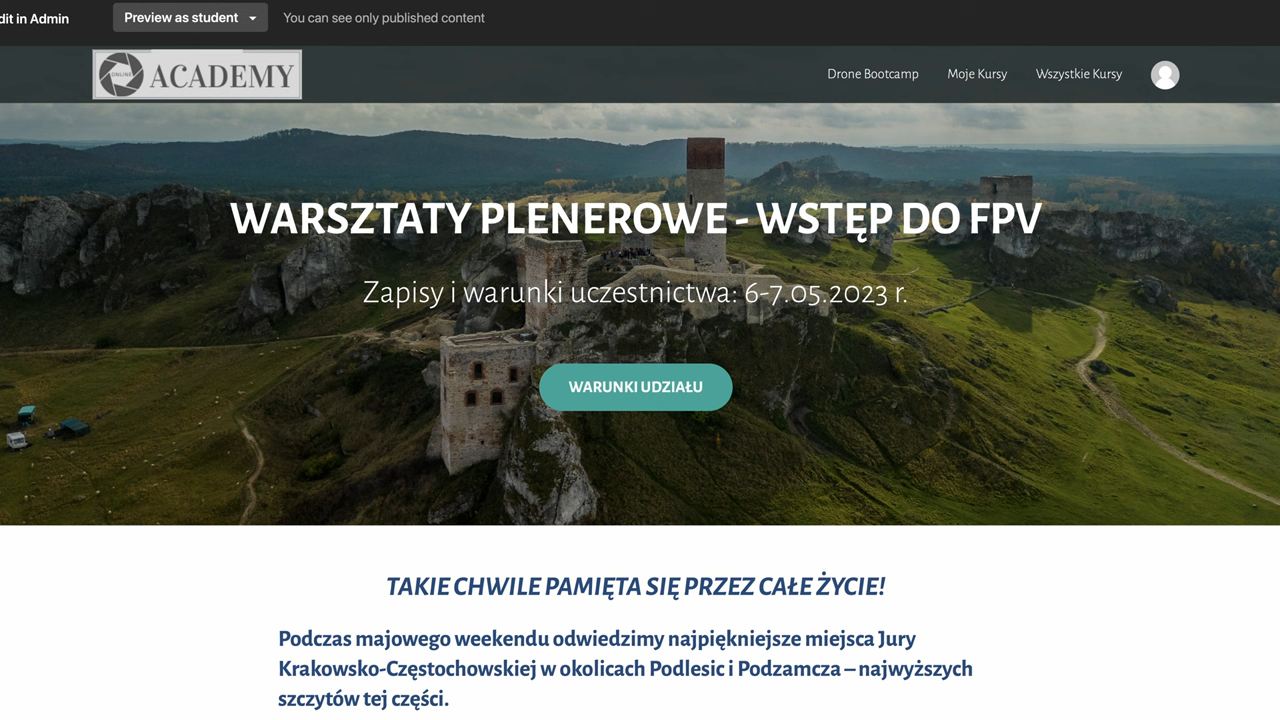 dit in Admin
Preview as student
You can see only published content
ONLINE
ACADEMY
Drone Bootcamp
Moje Kursy
Wszystkie Kursy
WARSZTATY PLENEROWE - WSTĘP DO FPV
Zapisy i warunki uczestnictwa: 6-7.05.2023 r.
WARUNKI UDZIAŁU
TAKIE CHWILE PAMIĘTA SIĘ PRZEZ CAŁE ŻYCIE!
Podczas majowego weekendu odwiedzimy najpiękniejsze miejsca Jury
Krakowsko-Częstochowskiej w okolicach Podlesic i Podzamcza – najwyższych
szczytów tej części.